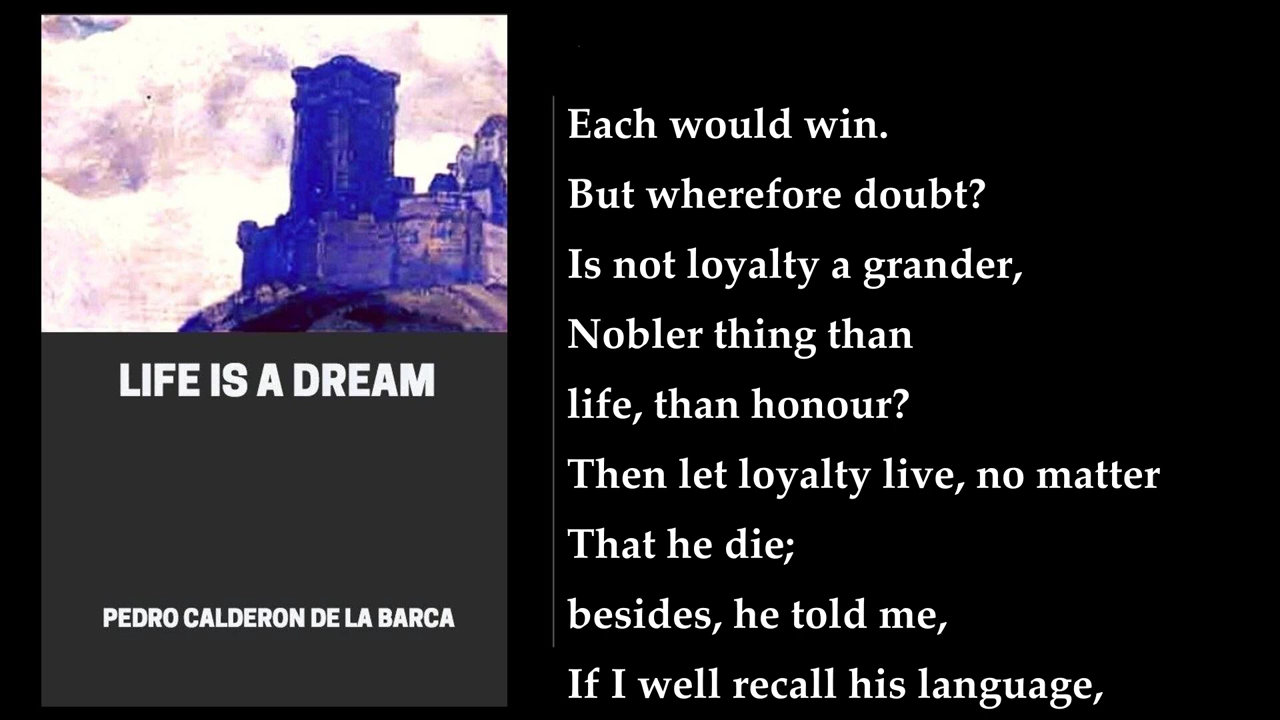 LIFE IS A DREAM
PEDRO CALDERON DE LA BARCA
Each would win.
But wherefore doubt?
Is not loyalty a grander,
Nobler thing than
life, than honour?
Then let loyalty live, no matter
That he die;
besides, he told me,
If I well recall his language,